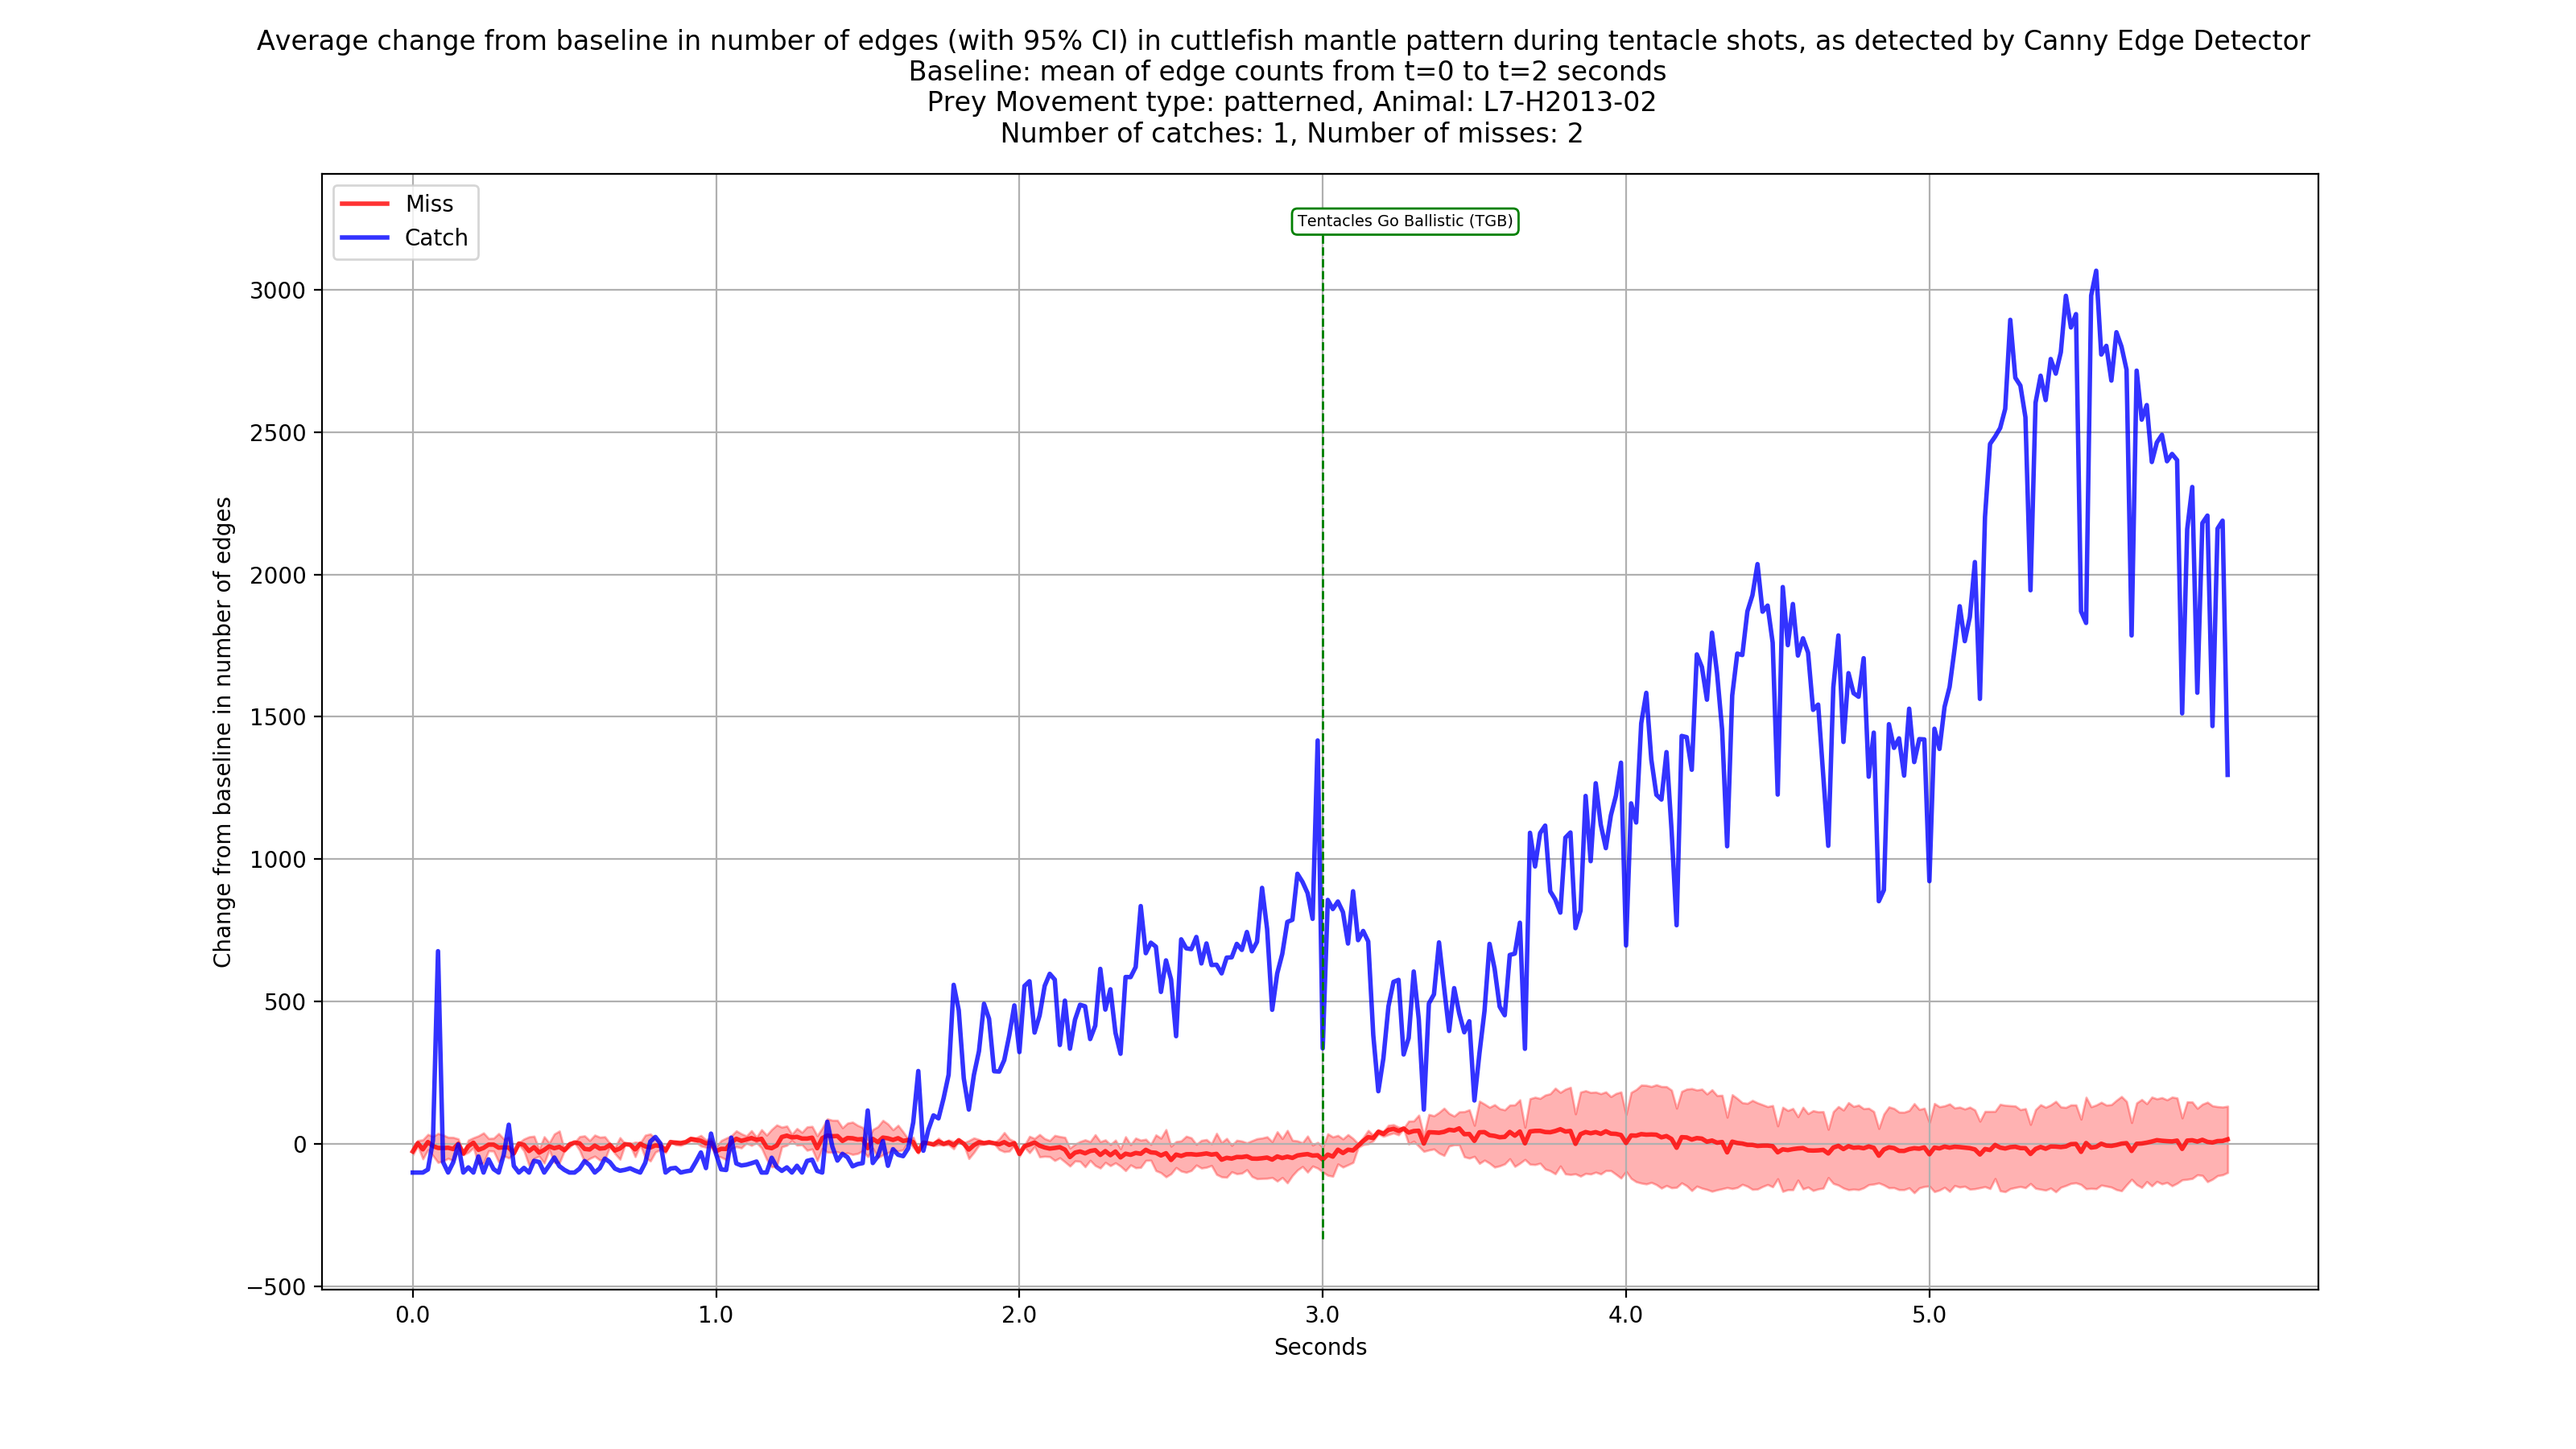 Average change from baseline in number of edges (with 95% CI) in cuttlefish mantle pattern during tentacle shots, as detected by Canny Edge Detector
Baseline: mean of edge counts from t=0 to t=2 seconds
Prey Movement type: patterned, Animal: L7-H2013-02
Number of catches: 1, Number of misses: 2
Miss
Catch
Tentacles Go Ballistic (TGB)
Change from baseline in number of edges
3000
2500
2000
1500
1000
500
0
−500
0.0 1.0 2.0 3.0 4.0 5.0
Seconds